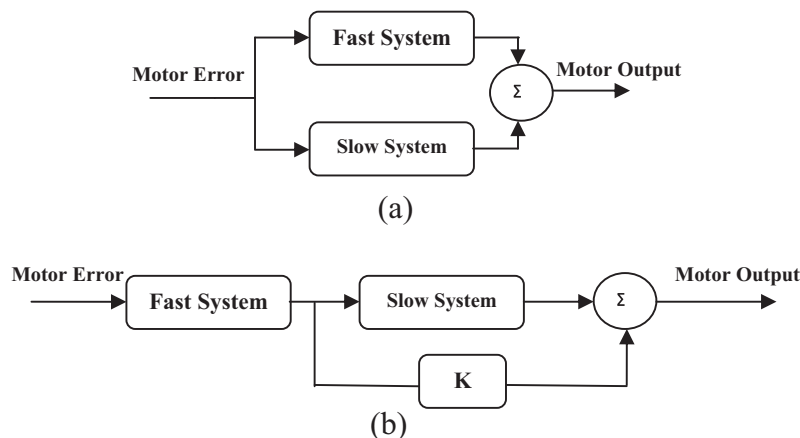 Fast System
Motor Error
Motor Output
Σ
Slow System
(a)
Motor Error
Motor Output
Fast System
Slow System
Σ
K
(b)